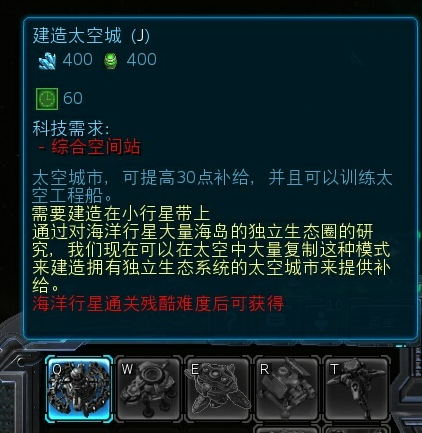 建造太空城 (J)
400 400
60
科技需求:
- 综合空间站
太空城市，可提高30点补给，并且可以训练太
空工程船。
需要建造在小行星带上
通过对海洋行星大量海岛的独立生态圈的研
究，我们现在可以在太空中大量复制这种模式
来建造拥有独立生态系统的太空城市来提供补
给。
海洋行星通关残酷难度后可获得
Q W E R T